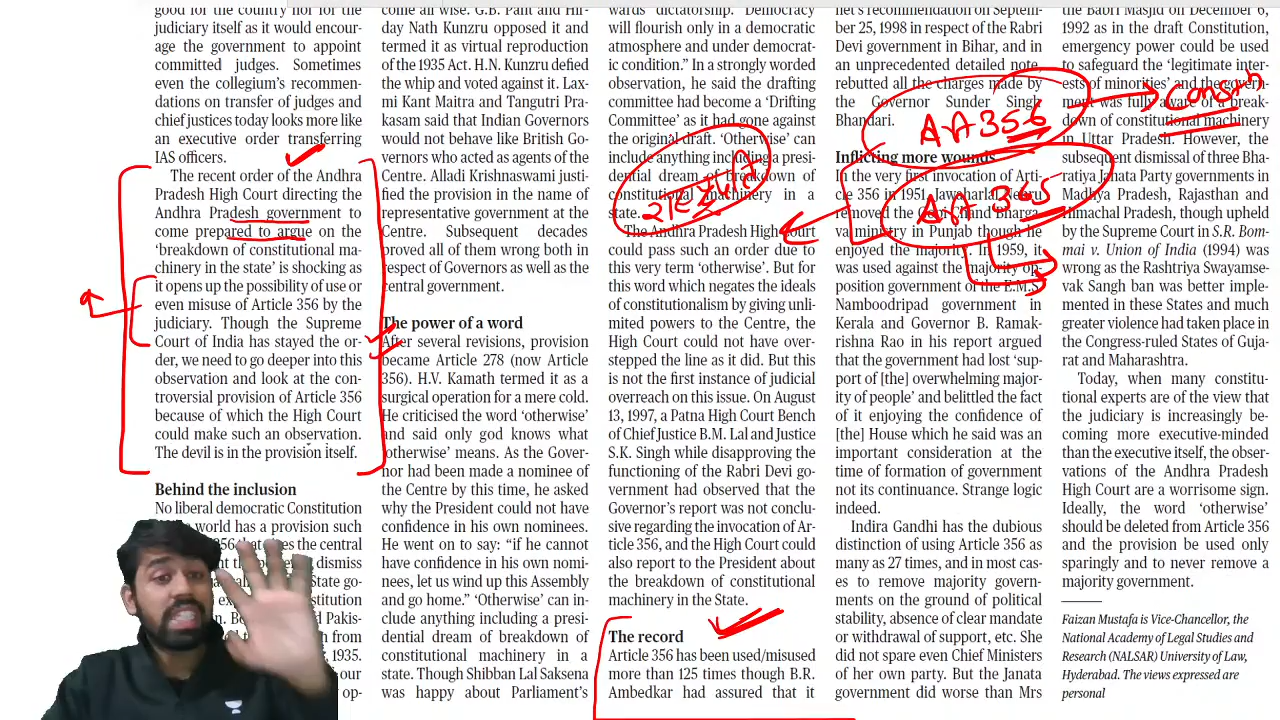 good for the country nor for the
judiciary itself as it would encour-
age the government to appoint
committed judges. Sometimes
even the collegium's recommen-
dations on transfer of judges and
chief justices today looks more like
an executive order transferring
IAS officers.
The recent order of the Andhra
Pradesh High Court directing the
Andhra Pradesh government to
come prepared to argue on the
'breakdown of constitutional ma-
chinery in the state' is shocking as
it opens up the possibility of use or
even misuse of Article 356 by the
judiciary. Though the Supreme
Court of India has stayed the or-
der, we need to go deeper into this
observation and look at the con-
troversial provision of Article 356
because of which the High Court
could make such an observation.
The devil is in the provision itself.
Behind the inclusion
No liberal democratic Constitution
world has a provision such
the central
dismiss
State go-
stitution
Pakis-
from
1935.
our
op-
come all wise. G.B. Pant and Hir-
day Nath Kunzru opposed it and
termed it as virtual reproduction
of the 1935 Act. H.N. Kunzru defied
the whip and voted against it. Lax-
mi Kant Maitra and Tangutri Pra-
kasam said that Indian Governors
would not behave like British Go-
vernors who acted as agents of the
Centre. Alladi Krishnaswami just-
ified the provision in the name of
representative government at the
Centre. Subsequent decades
proved all of them wrong both in
respect of Governors as well as the
central government.
The power of a word
After several revisions, provision
became Article 278 (now Article
356). H.V. Kamath termed it as a
surgical operation for a mere cold.
He criticised the word 'otherwise'
and said only god knows what
'otherwise' means. As the Gover-
nor had been made a nominee of
the Centre by this time, he asked
why the President could not have
confidence in his own nominees.
He went on to say: "if he cannot
have confidence in his own nomi-
nees, let us wind up this Assembly
and go home." 'Otherwise' can in-
clude anything including a presi-
dential dream of breakdown of
constitutional machinery in a
state. Though Shibban Lal Saksena
was happy about Parliament's
wards dictatorship. Democracy
will flourish only in a democratic
atmosphere and under democrat-
ic condition." In a strongly worded
observation, he said the drafting
committee had become a 'Drifting
Committee' as it had gone against
the original draft. 'Otherwise' can
include anything including a presi-
dential dream of breakdown of
constitutional machinery in a
state.
The Andhra Pradesh High Court
could pass such an order due to
this very term 'otherwise'. But for
this word which negates the ideals
of constitutionalism by giving unli-
mited powers to the Centre, the
High Court could not have over-
stepped the line as it did. But this
is not the first instance of judicial
overreach on this issue. On August
13, 1997, a Patna High Court Bench
of Chief Justice B.M. Lal and Justice
S.K. Singh while disapproving the
functioning of the Rabri Devi go-
vernment had observed that the
Governor's report was not conclu-
sive regarding the invocation of Ar-
ticle 356, and the High Court could
also report to the President about
the breakdown of constitutional
machinery in the State.
The record
Article 356 has been used/misused
more than 125 times though B.R.
Ambedkar had assured that it
net's recommendation on Septem-
ber 25, 1998 in respect of the Rabri
Devi government in Bihar, and in
an unprecedented detailed note,
rebutted all the charges made by
the Governor Sunder Singh
Bhandari.
356
Inflicting more wounds
In the very first invocation of Arti-
cle 356 in 1951, Jawaharlal Nehru
removed the Gopi Chand Bharga-
va ministry in Punjab though he
365
enjoyed the majority. In 1959, it
was used against the majority op-
position government of the E.M.S.
Namboodripad government in
Kerala and Governor B. Ramak-
rishna Rao in his report argued
that the government had lost 'sup-
port of [the] overwhelming major-
ity of people' and belittled the fact
of it enjoying the confidence of
[the] House which he said was an
important consideration at the
time of formation of government
not its continuance. Strange logic
indeed.
Indira Gandhi has the dubious
distinction of using Article 356 as
many as 27 times, and in most cas-
es to remove majority govern-
ments on the ground of political
stability, absence of clear mandate
or withdrawal of support, etc. She
did not spare even Chief Ministers
of her own party. But the Janata
government did worse than Mrs
the Babri Masjid on December 6,
1992 as in the draft Constitution,
emergency power could be used
to safeguard the 'legitimate inter-
ests of minorities' and the govern-
ment was fully aware of a break-
Constn
down of constitutional machinery
in Uttar Pradesh. However, the
subsequent dismissal of three Bha-
ratiya Janata Party governments in
Madhya Pradesh, Rajasthan and
Himachal Pradesh, though upheld
by the Supreme Court in S.R. Bom-
mai v. Union of India (1994) was
wrong as the Rashtriya Swayamse-
vak Sangh ban was better imple-
mented in these States and much
greater violence had taken place in
the Congress-ruled States of Guja-
rat and Maharashtra.
Today, when many constitu-
tional experts are of the view that
the judiciary is increasingly be-
coming more executive-minded
than the executive itself, the obser-
vations of the Andhra Pradesh
High Court are a worrisome sign.
Ideally, the word 'otherwise'
should be deleted from Article 356
and the provision be used only
sparingly and to never remove a
majority government.
Faizan Mustafa is Vice-Chancellor, the
National Academy of Legal Studies and
Research (NALSAR) University of Law,
Hyderabad. The views expressed are
personal